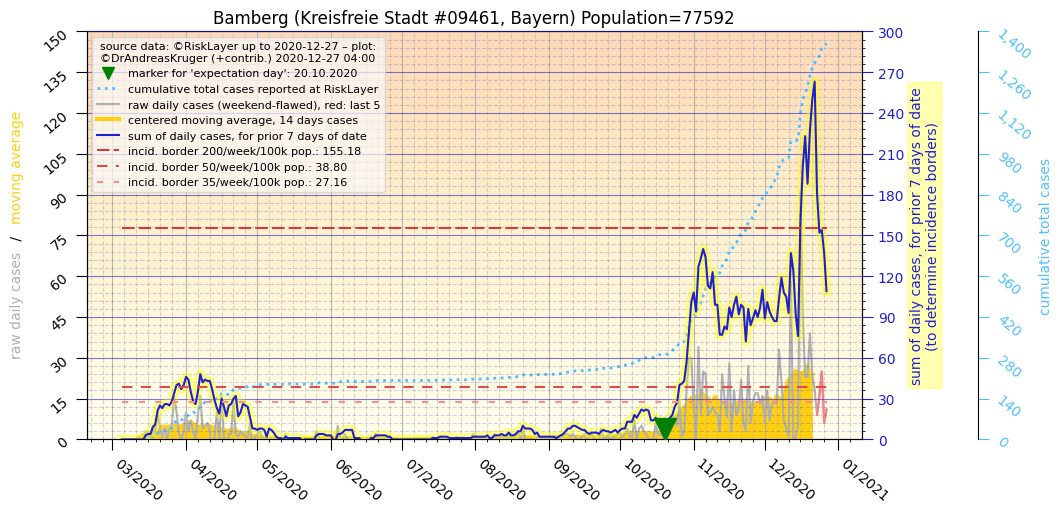 Bamberg (Kreisfreie Stadt #09461, Bayern) Population=77592
source data: ©RiskLayer up to 2020-12-27 – plot:
©DrAndreasKruger (+contrib.) 2020-12-27 04:00
marker for 'expectation day': 20.10.2020
cumulative total cases reported at RiskLayer
raw daily cases (weekend-flawed), red: last 5
centered moving average, 14 days cases
sum of daily cases, for prior 7 days of date
incid. border 200/week/100k pop.: 155.18
incid. border 50/week/100k pop.: 38.80
incid. border 35/week/100k pop.: 27.16
raw daily cases / moving average
150
135
120
105
90
75
60
45
30
15
0
03/2020
04/2020
05/2020
06/2020
07/2020
08/2020
09/2020
10/2020
11/2020
12/2020
01/2021
300
270
240
210
180
150
120
90
60
30
0
sum of daily cases, for prior 7 days of date
(to determine incidence borders)
1,400
1,260
1,120
980
840
700
560
420
280
140
0
cumulative total cases